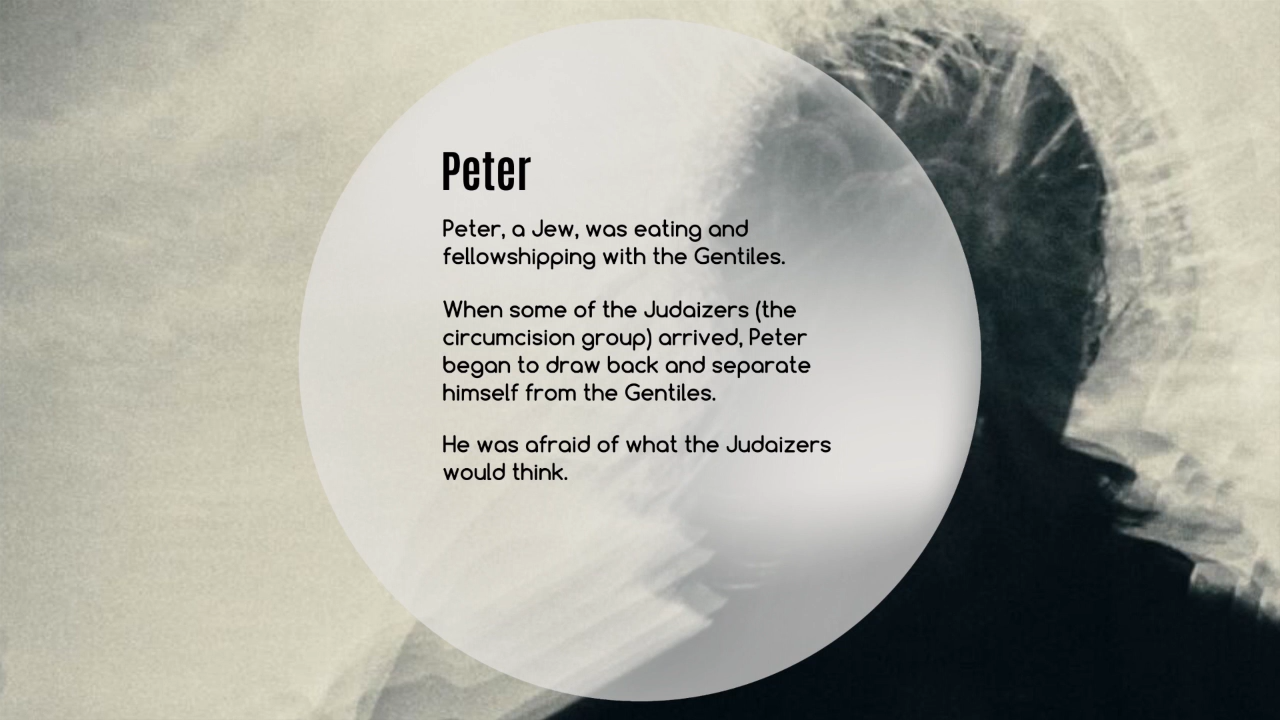 Peter
Peter, a Jew, was eating and
fellowshipping with the Gentiles.
When some of the Judaizers (the
circumcision group) arrived, Peter
began to draw back and separate
himself from the Gentiles.
He was afraid of what the Judaizers
would think.